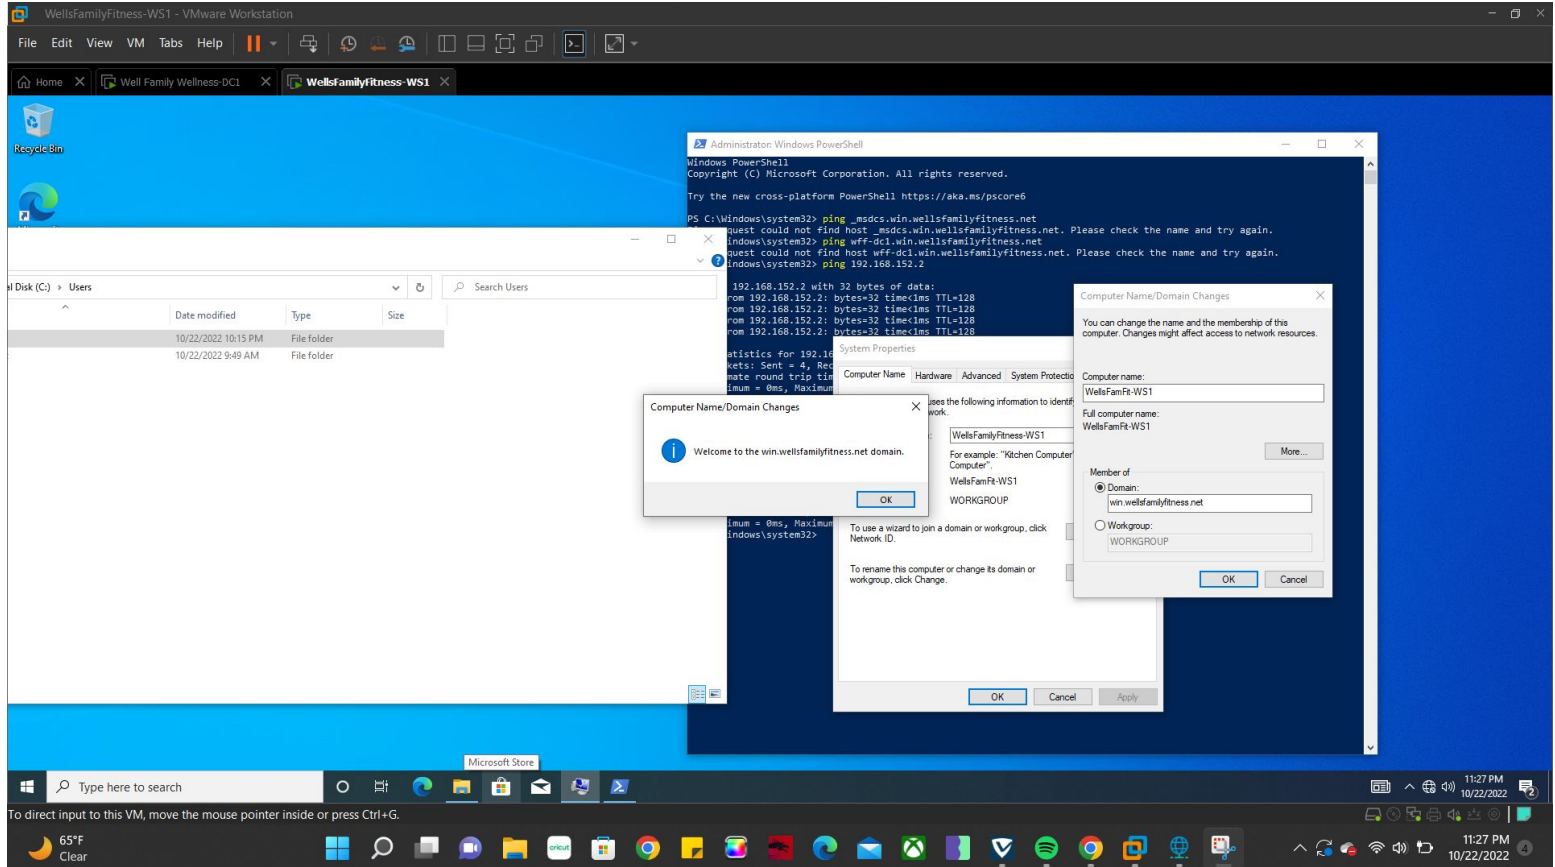 WellsFamilyFitness-WS1 - VMware Workstation
File Edit View VM Tabs Help
Home
Well Family Wellness-DC1
WellsFamilyFitness-WS1
Recycle Bin
Administrator: Windows PowerShell
Windows PowerShell
Copyright (C) Microsoft Corporation. All rights reserved.
Try the new cross-platform PowerShell https://aka.ms/pscore6
PS C:\Windows\system32> ping _msdcs.win.wellsfamilyfitness.net
quest could not find host _msdcs.win.wellsfamilyfitness.net. Please check the name and try again.
indows\system32> ping wff-dc1.win.wellsfamilyfitness.net
quest could not find host wff-dc1.win.wellsfamilyfitness.net. Please check the name and try again.
indows\system32> ping 192.168.152.2
192.168.152.2 with 32 bytes of data:
rom 192.168.152.2: bytes=32 time<1ms TTL=128
rom 192.168.152.2: bytes=32 time<1ms TTL=128
rom 192.168.152.2: bytes=32 time<1ms TTL=128
rom 192.168.152.2: bytes=32 time<1ms TTL=128
atistics for 192.16
kets: Sent = 4, Rec
mate round trip tim
imum = 0ms, Maximum
imum = 0ms, Maximum
indows\system32>
al Disk (C:) > Users
Search Users
Date modified Type Size
10/22/2022 10:15 PM File folder
10/22/2022 9:49 AM File folder
System Properties
Computer Name Hardware Advanced System Protectio
uses the following information to identify
work.
WellsFamilyFitness-WS1
For example: "Kitchen Computer"
Computer".
WellsFamFit-WS1
WORKGROUP
To use a wizard to join a domain or workgroup, click
Network ID.
To rename this computer or change its domain or
workgroup, click Change.
OK Cancel Apply
Computer Name/Domain Changes
Welcome to the win.wellsfamilyfitness.net domain.
OK
Computer Name/Domain Changes
You can change the name and the membership of this
computer. Changes might affect access to network resources.
Computer name:
WellsFamFit-WS1
Full computer name:
WellsFamFit-WS1
More...
Member of
Domain:
win.wellsfamilyfitness.net
Workgroup:
WORKGROUP
OK Cancel
Microsoft Store
Type here to search
11:27 PM
10/22/2022
2
To direct input to this VM, move the mouse pointer inside or press Ctrl+G.
65°F
Clear
cricut
11:27 PM
10/22/2022
4